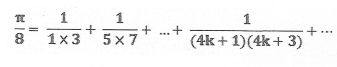 π/8 = 1/(1×3) + 1/(5×7) + ...+ 1/((4k+1)(4k+3)) + ⋯